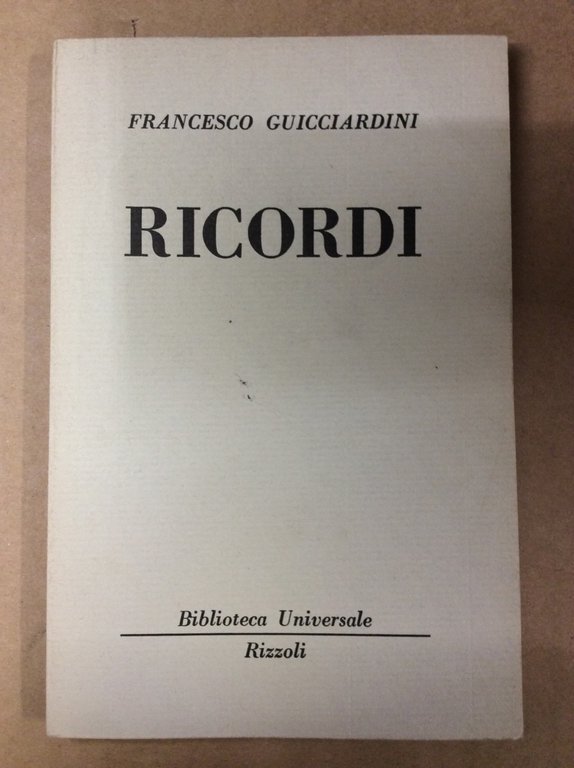 FRANCESCO GUICCIARDINI
RICORDI
Biblioteca Universale
Rizzoli